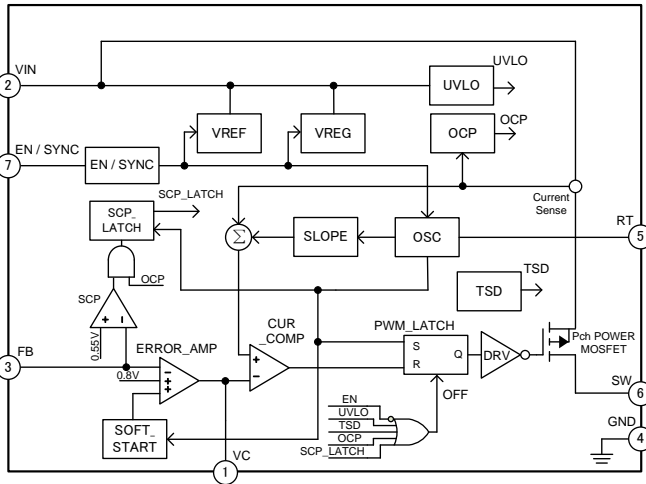 VIN
2
UVLO
UVLO
OCP
VREF
VREG
OCP
EN / SYNC
7
EN / SYNC
SCP_LATCH
Current
Sense
SCP_
LATCH
RT
Σ
SLOPE
OSC
5
OCP
TSD
SCP
TSD
+
−
0.55V
CUR
_COMP
PWM_LATCH
Pch POWER
MOSFET
FB
ERROR_AMP
3
0.8V
−
+
+
+
−
S
R
Q
DRV
SW
6
OFF
EN
UVLO
TSD
OCP
SCP_LATCH
GND
4
SOFT_
START
VC
1